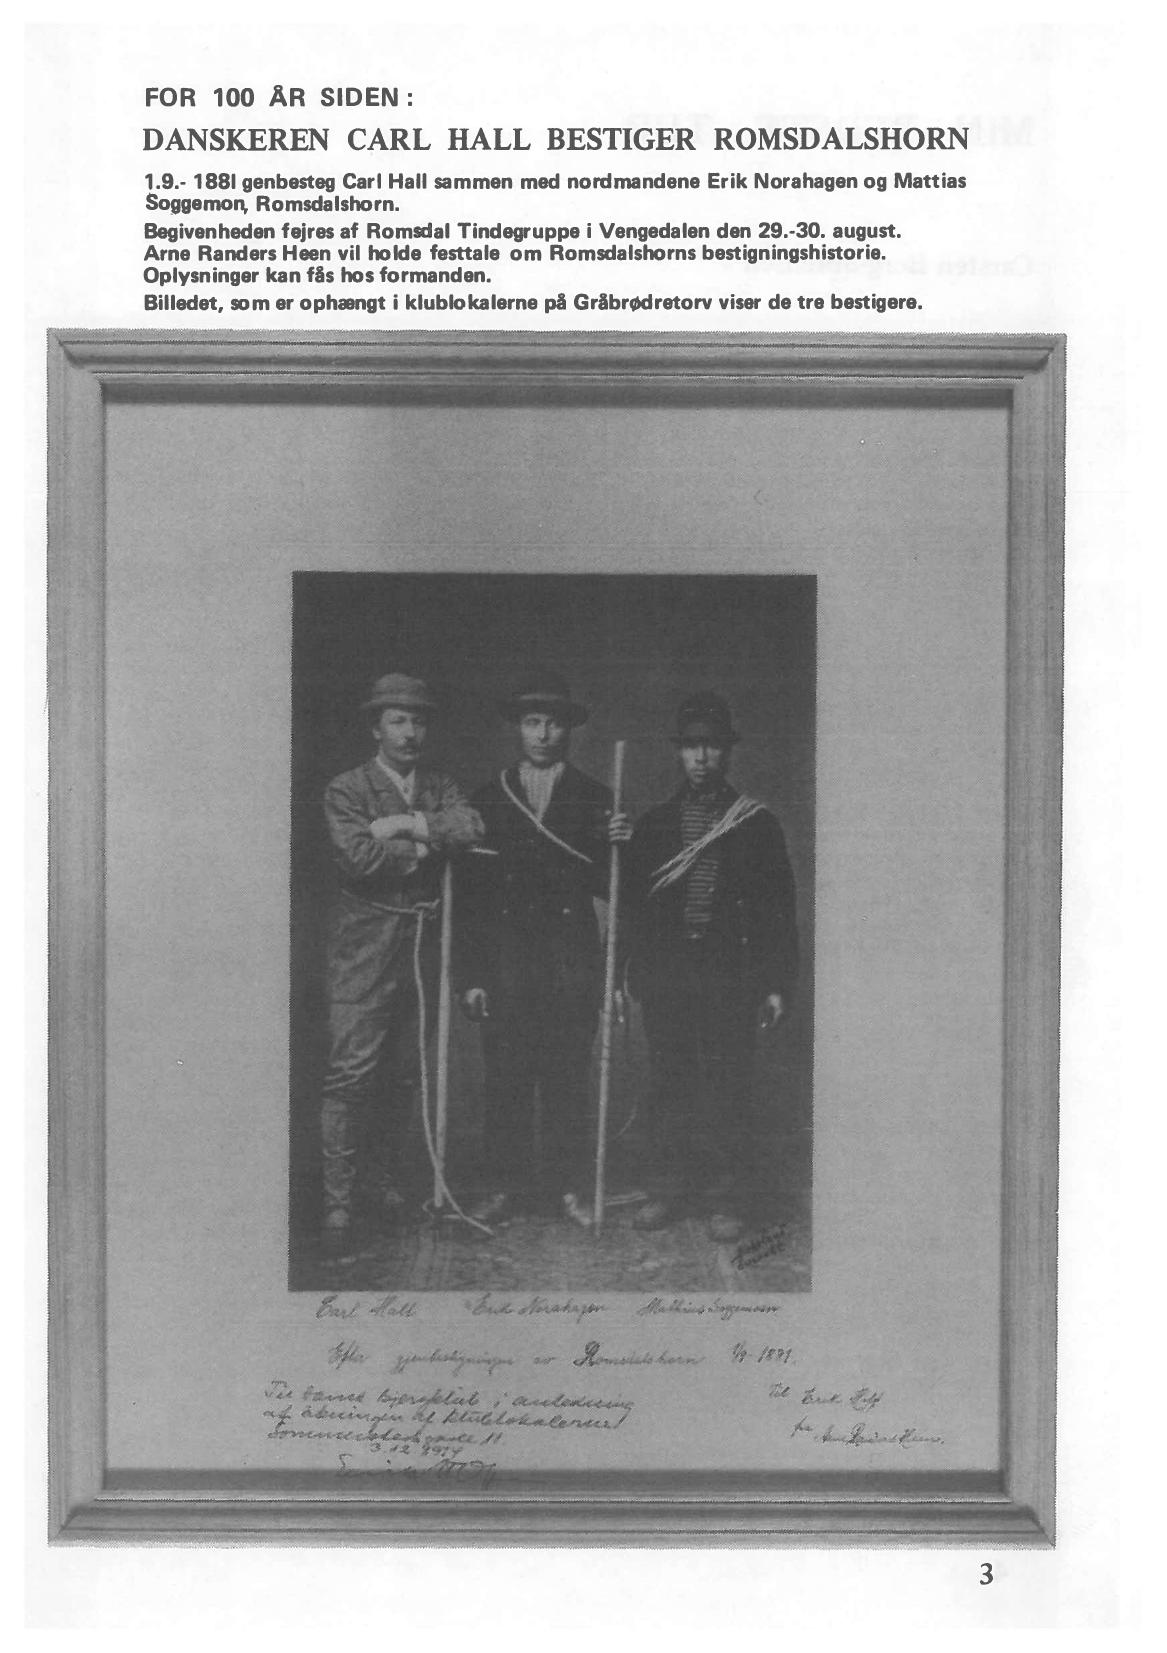 FOR 100 ÅR SIDEN :
DANSKEREN CARL HALL BESTIGER ROMSDALSHORN
1.9.- 1881 genbesteg Carl Hall sammen med nordmandene Erik Norahagen og Mattias
Soggemon, Romsdalshorn.
Begivenheden fejres af Romsdal Tindegruppe i Vengedalen den 29.-30. august.
Arne Randers Heen vil holde festtale om Romsdalshorns bestigningshistorie.
Oplysninger kan fås hos formanden.
Billedet, som er ophængt i klublokalerne på Gråbrødretorv viser de tre bestigere.
Carl Hall Erik Norahagen Mathias Soggemoen
Efter gjenbestigningen av Romsdalshorn 1/9-1881.
Til Dansk bjergklub i anledning
af åbningen af klublokalerne
Sommerstedgade 11.
3.12 1974
Til Erik Hoff
fra Arne Randers Heen.
3